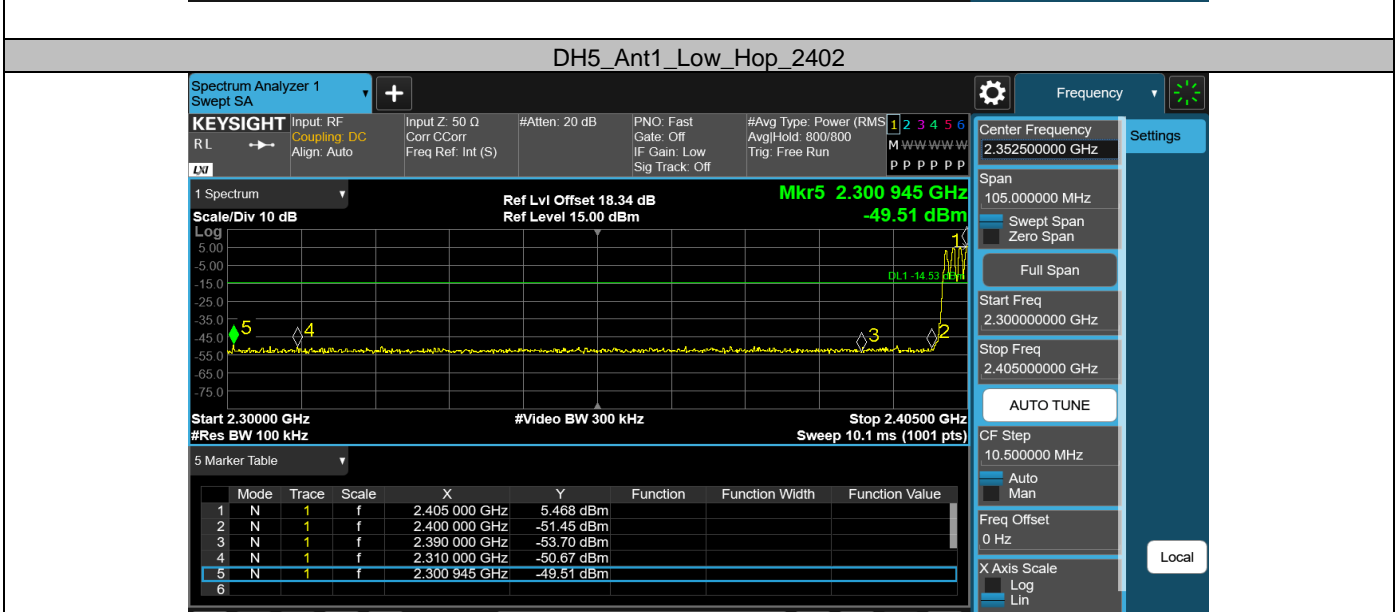 DH5_Ant1_Low_Hop_2402
Spectrum Analyzer 1
Swept SA
Frequency
KEYSIGHT
R L
LXI
Input: RF
Coupling: DC
Align: Auto
Input Z: 50 Ω
Corr CCorr
Freq Ref: Int (S)
#Atten: 20 dB
PNO: Fast
Gate: Off
IF Gain: Low
Sig Track: Off
#Avg Type: Power (RMS
Avg|Hold: 800/800
Trig: Free Run
1 2 3 4 5 6
M W W W W W
P P P P P P
Center Frequency
2.352500000 GHz
Settings
Span
105.000000 MHz
Swept Span
Zero Span
Full Span
Start Freq
2.300000000 GHz
Stop Freq
2.405000000 GHz
AUTO TUNE
CF Step
10.500000 MHz
Auto
Man
Freq Offset
0 Hz
X Axis Scale
Log
Lin
Local
1 Spectrum
Scale/Div 10 dB
Ref Lvl Offset 18.34 dB
Ref Level 15.00 dBm
Mkr5 2.300 945 GHz
-49.51 dBm
Log
5.00
-5.00
-15.0
-25.0
-35.0
-45.0
-55.0
-65.0
-75.0
1
DL1 -14.53 dBm
5
4
3
2
Start 2.30000 GHz
#Video BW 300 kHz
Stop 2.40500 GHz
#Res BW 100 kHz
Sweep 10.1 ms (1001 pts)
5 Marker Table
Mode Trace Scale X Y Function Function Width Function Value
1 N 1 f 2.405 000 GHz 5.468 dBm
2 N 1 f 2.400 000 GHz -51.45 dBm
3 N 1 f 2.390 000 GHz -53.70 dBm
4 N 1 f 2.310 000 GHz -50.67 dBm
5 N 1 f 2.300 945 GHz -49.51 dBm
6